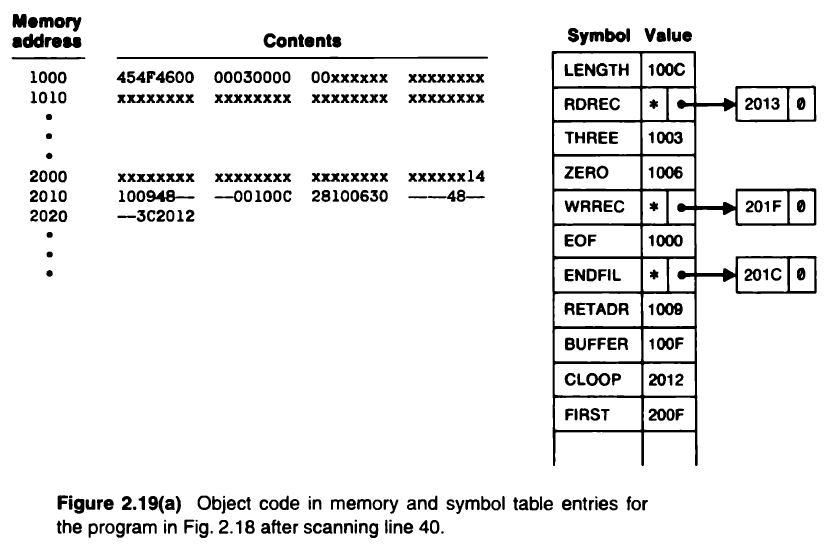 Memory
address Contents
1000 454F4600 00030000 00xxxxxx xxxxxxxx
1010 xxxxxxxx xxxxxxxx xxxxxxxx xxxxxxxx
•
•
•
2000 xxxxxxxx xxxxxxxx xxxxxxxx xxxxxx14
2010 100948-- --00100C 28100630 ----48--
2020 --3C2012
•
•
•
Symbol Value
LENGTH 100C
RDREC * 2013 0
THREE 1003
ZERO 1006
WRREC * 201F 0
EOF 1000
ENDFIL * 201C 0
RETADR 1009
BUFFER 100F
CLOOP 2012
FIRST 200F
Figure 2.19(a) Object code in memory and symbol table entries for
the program in Fig. 2.18 after scanning line 40.